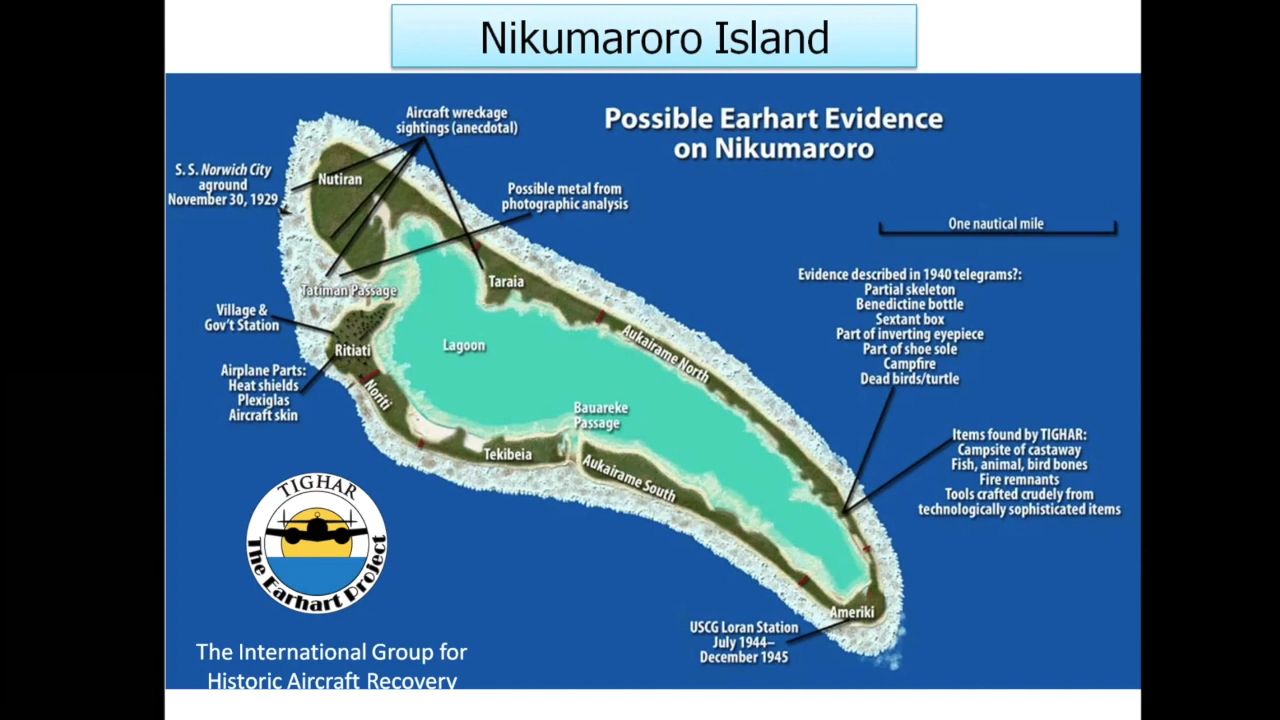 Nikumaroro Island
Possible Earhart Evidence
on Nikumaroro
Aircraft wreckage
sightings (anecdotal)
S. S. Norwich City
aground
November 30, 1929
Nutiran
Possible metal from
photographic analysis
One nautical mile
Taraia
Tatiman Passage
Evidence described in 1940 telegrams?:
Partial skeleton
Benedictine bottle
Sextant box
Part of inverting eyepiece
Part of shoe sole
Campfire
Dead birds/turtle
Village &
Gov't Station
Ritiati
Lagoon
Aukairame North
Airplane Parts:
Heat shields
Plexiglas
Aircraft skin
Noriti
Bauareke
Passage
Tekibeia
Aukairame South
Items found by TIGHAR:
Campsite of castaway
Fish, animal, bird bones
Fire remnants
Tools crafted crudely from
technologically sophisticated items
TIGHAR
The Earhart Project
Ameriki
USCG Loran Station
July 1944–
December 1945
The International Group for
Historic Aircraft Recovery